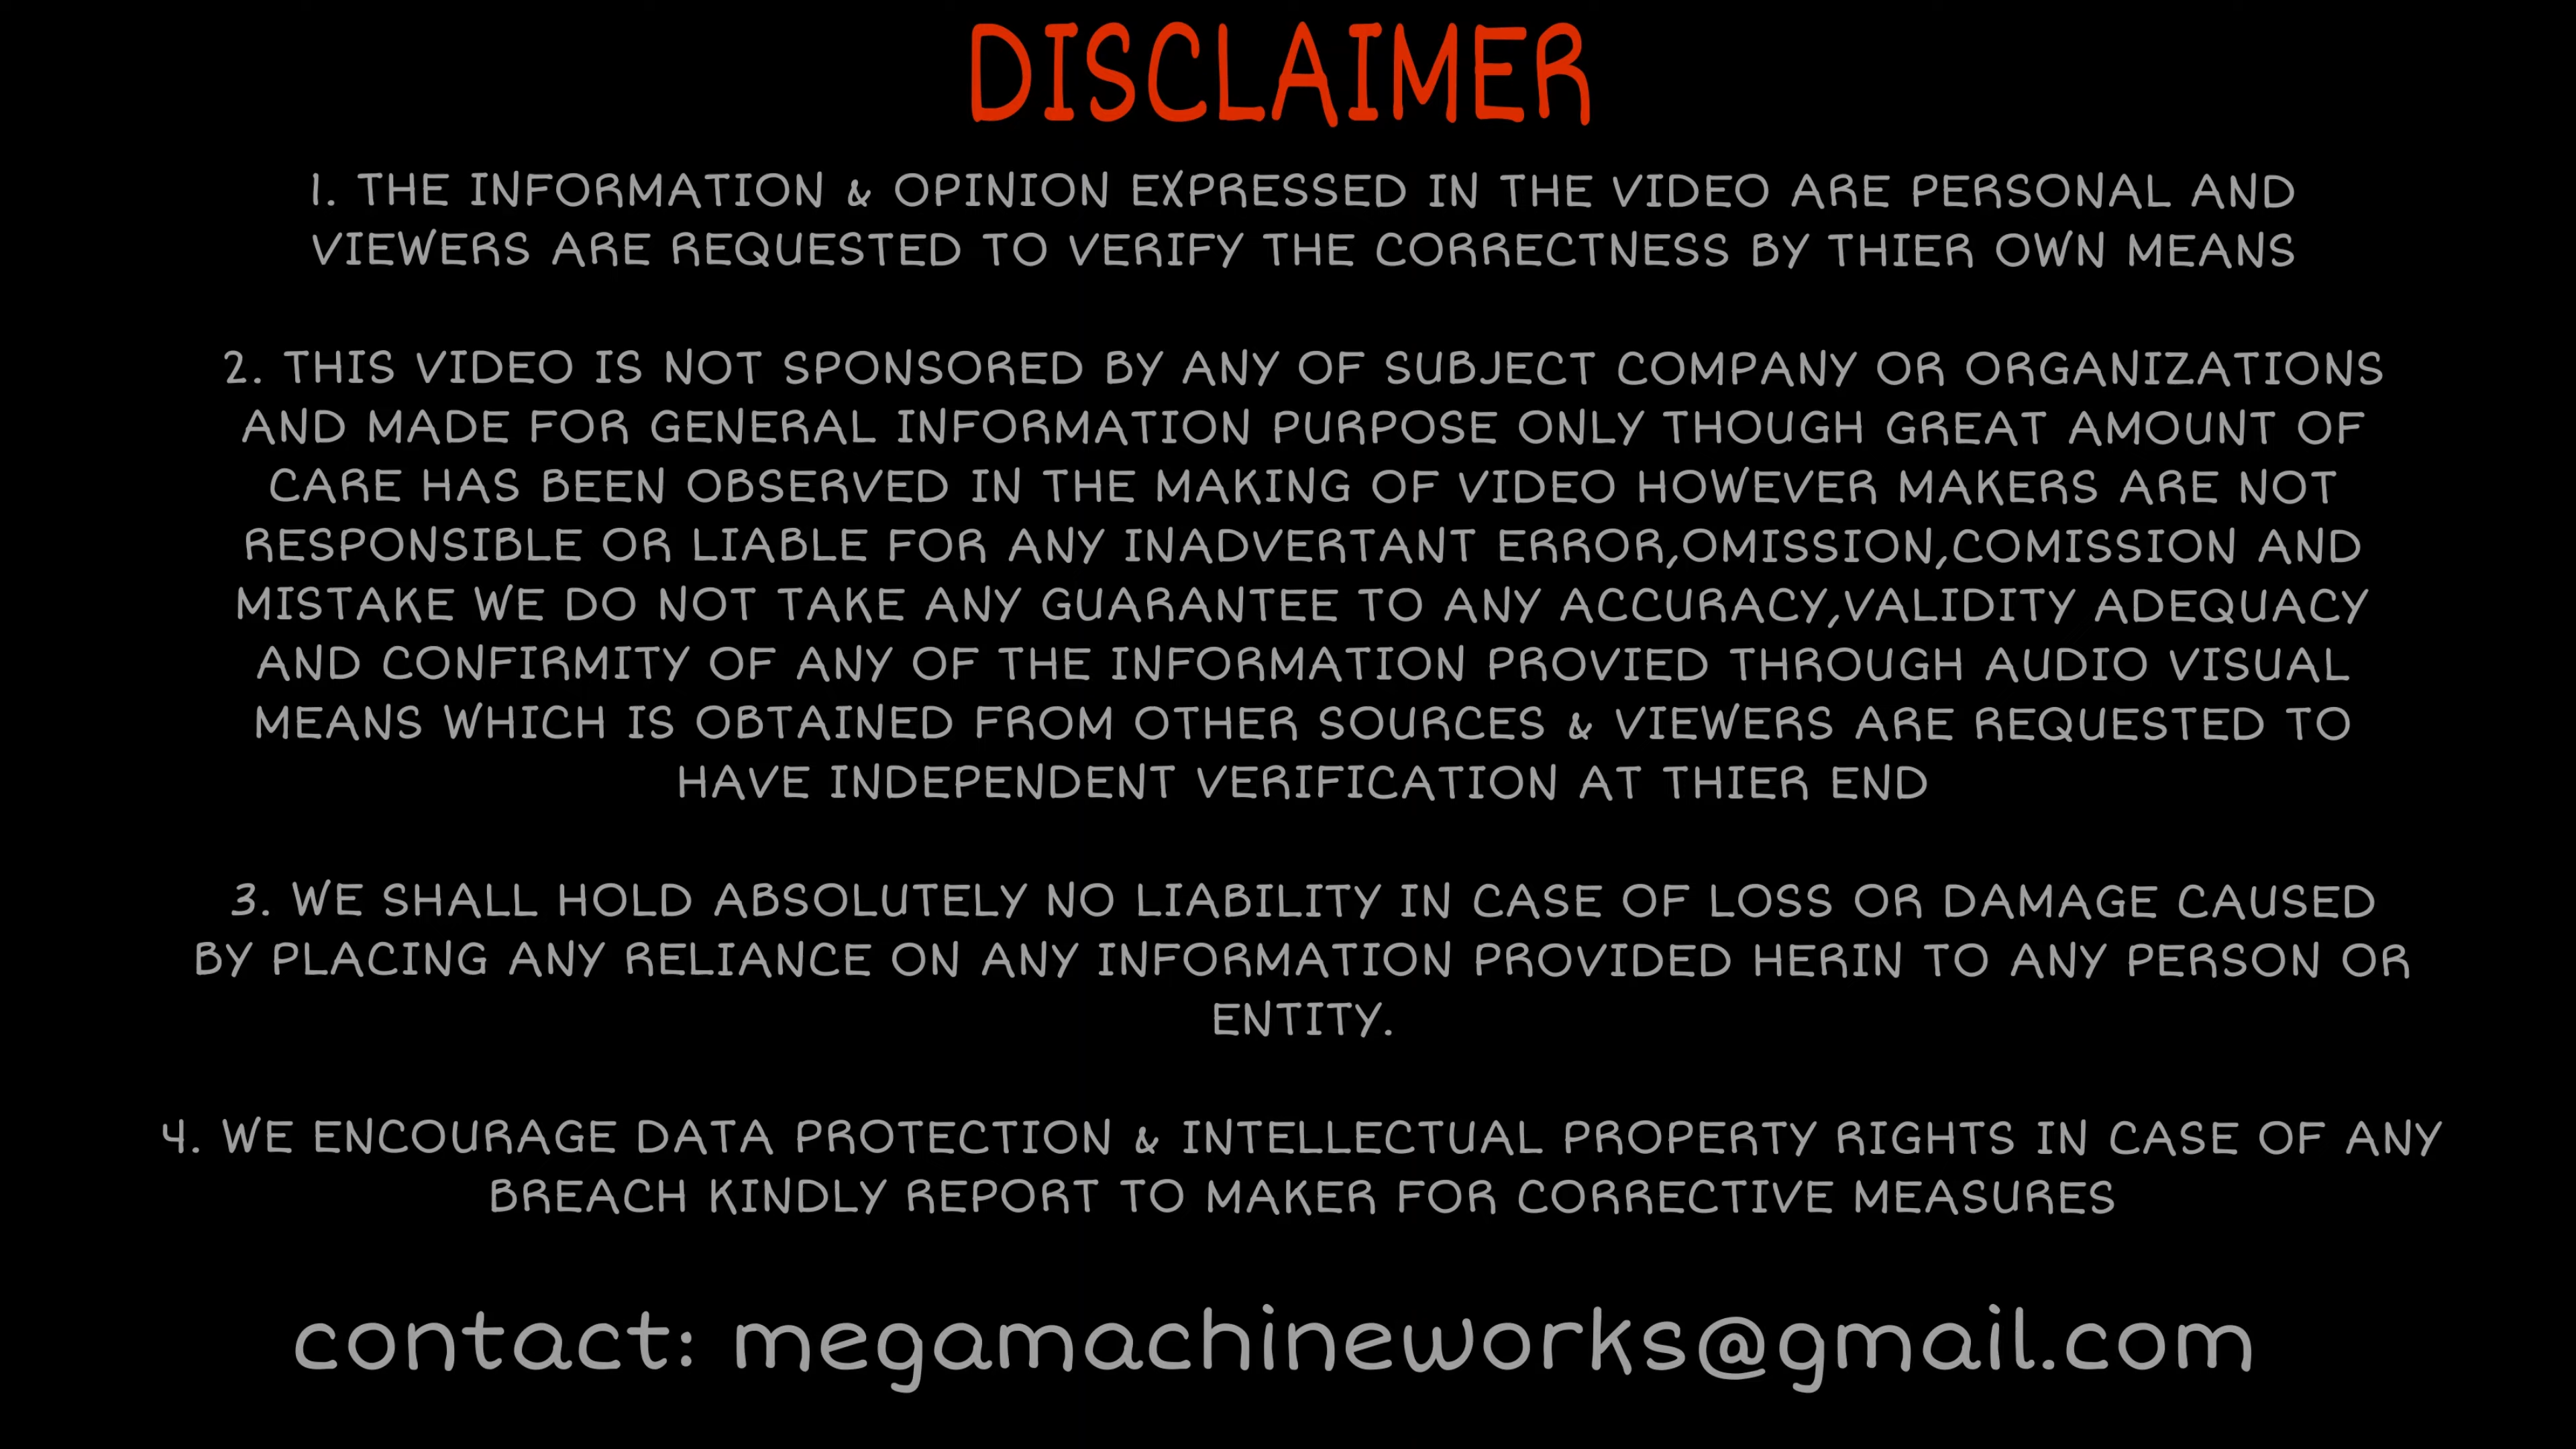 DISCLAIMER
1. THE INFORMATION & OPINION EXPRESSED IN THE VIDEO ARE PERSONAL AND
VIEWERS ARE REQUESTED TO VERIFY THE CORRECTNESS BY THIER OWN MEANS
2. THIS VIDEO IS NOT SPONSORED BY ANY OF SUBJECT COMPANY OR ORGANIZATIONS
AND MADE FOR GENERAL INFORMATION PURPOSE ONLY THOUGH GREAT AMOUNT OF
CARE HAS BEEN OBSERVED IN THE MAKING OF VIDEO HOWEVER MAKERS ARE NOT
RESPONSIBLE OR LIABLE FOR ANY INADVERTANT ERROR,OMISSION,COMISSION AND
MISTAKE WE DO NOT TAKE ANY GUARANTEE TO ANY ACCURACY,VALIDITY ADEQUACY
AND CONFIRMITY OF ANY OF THE INFORMATION PROVIED THROUGH AUDIO VISUAL
MEANS WHICH IS OBTAINED FROM OTHER SOURCES & VIEWERS ARE REQUESTED TO
HAVE INDEPENDENT VERIFICATION AT THIER END
3. WE SHALL HOLD ABSOLUTELY NO LIABILITY IN CASE OF LOSS OR DAMAGE CAUSED
BY PLACING ANY RELIANCE ON ANY INFORMATION PROVIDED HERIN TO ANY PERSON OR
ENTITY.
4. WE ENCOURAGE DATA PROTECTION & INTELLECTUAL PROPERTY RIGHTS IN CASE OF ANY
BREACH KINDLY REPORT TO MAKER FOR CORRECTIVE MEASURES
contact: megamachineworks@gmail.com